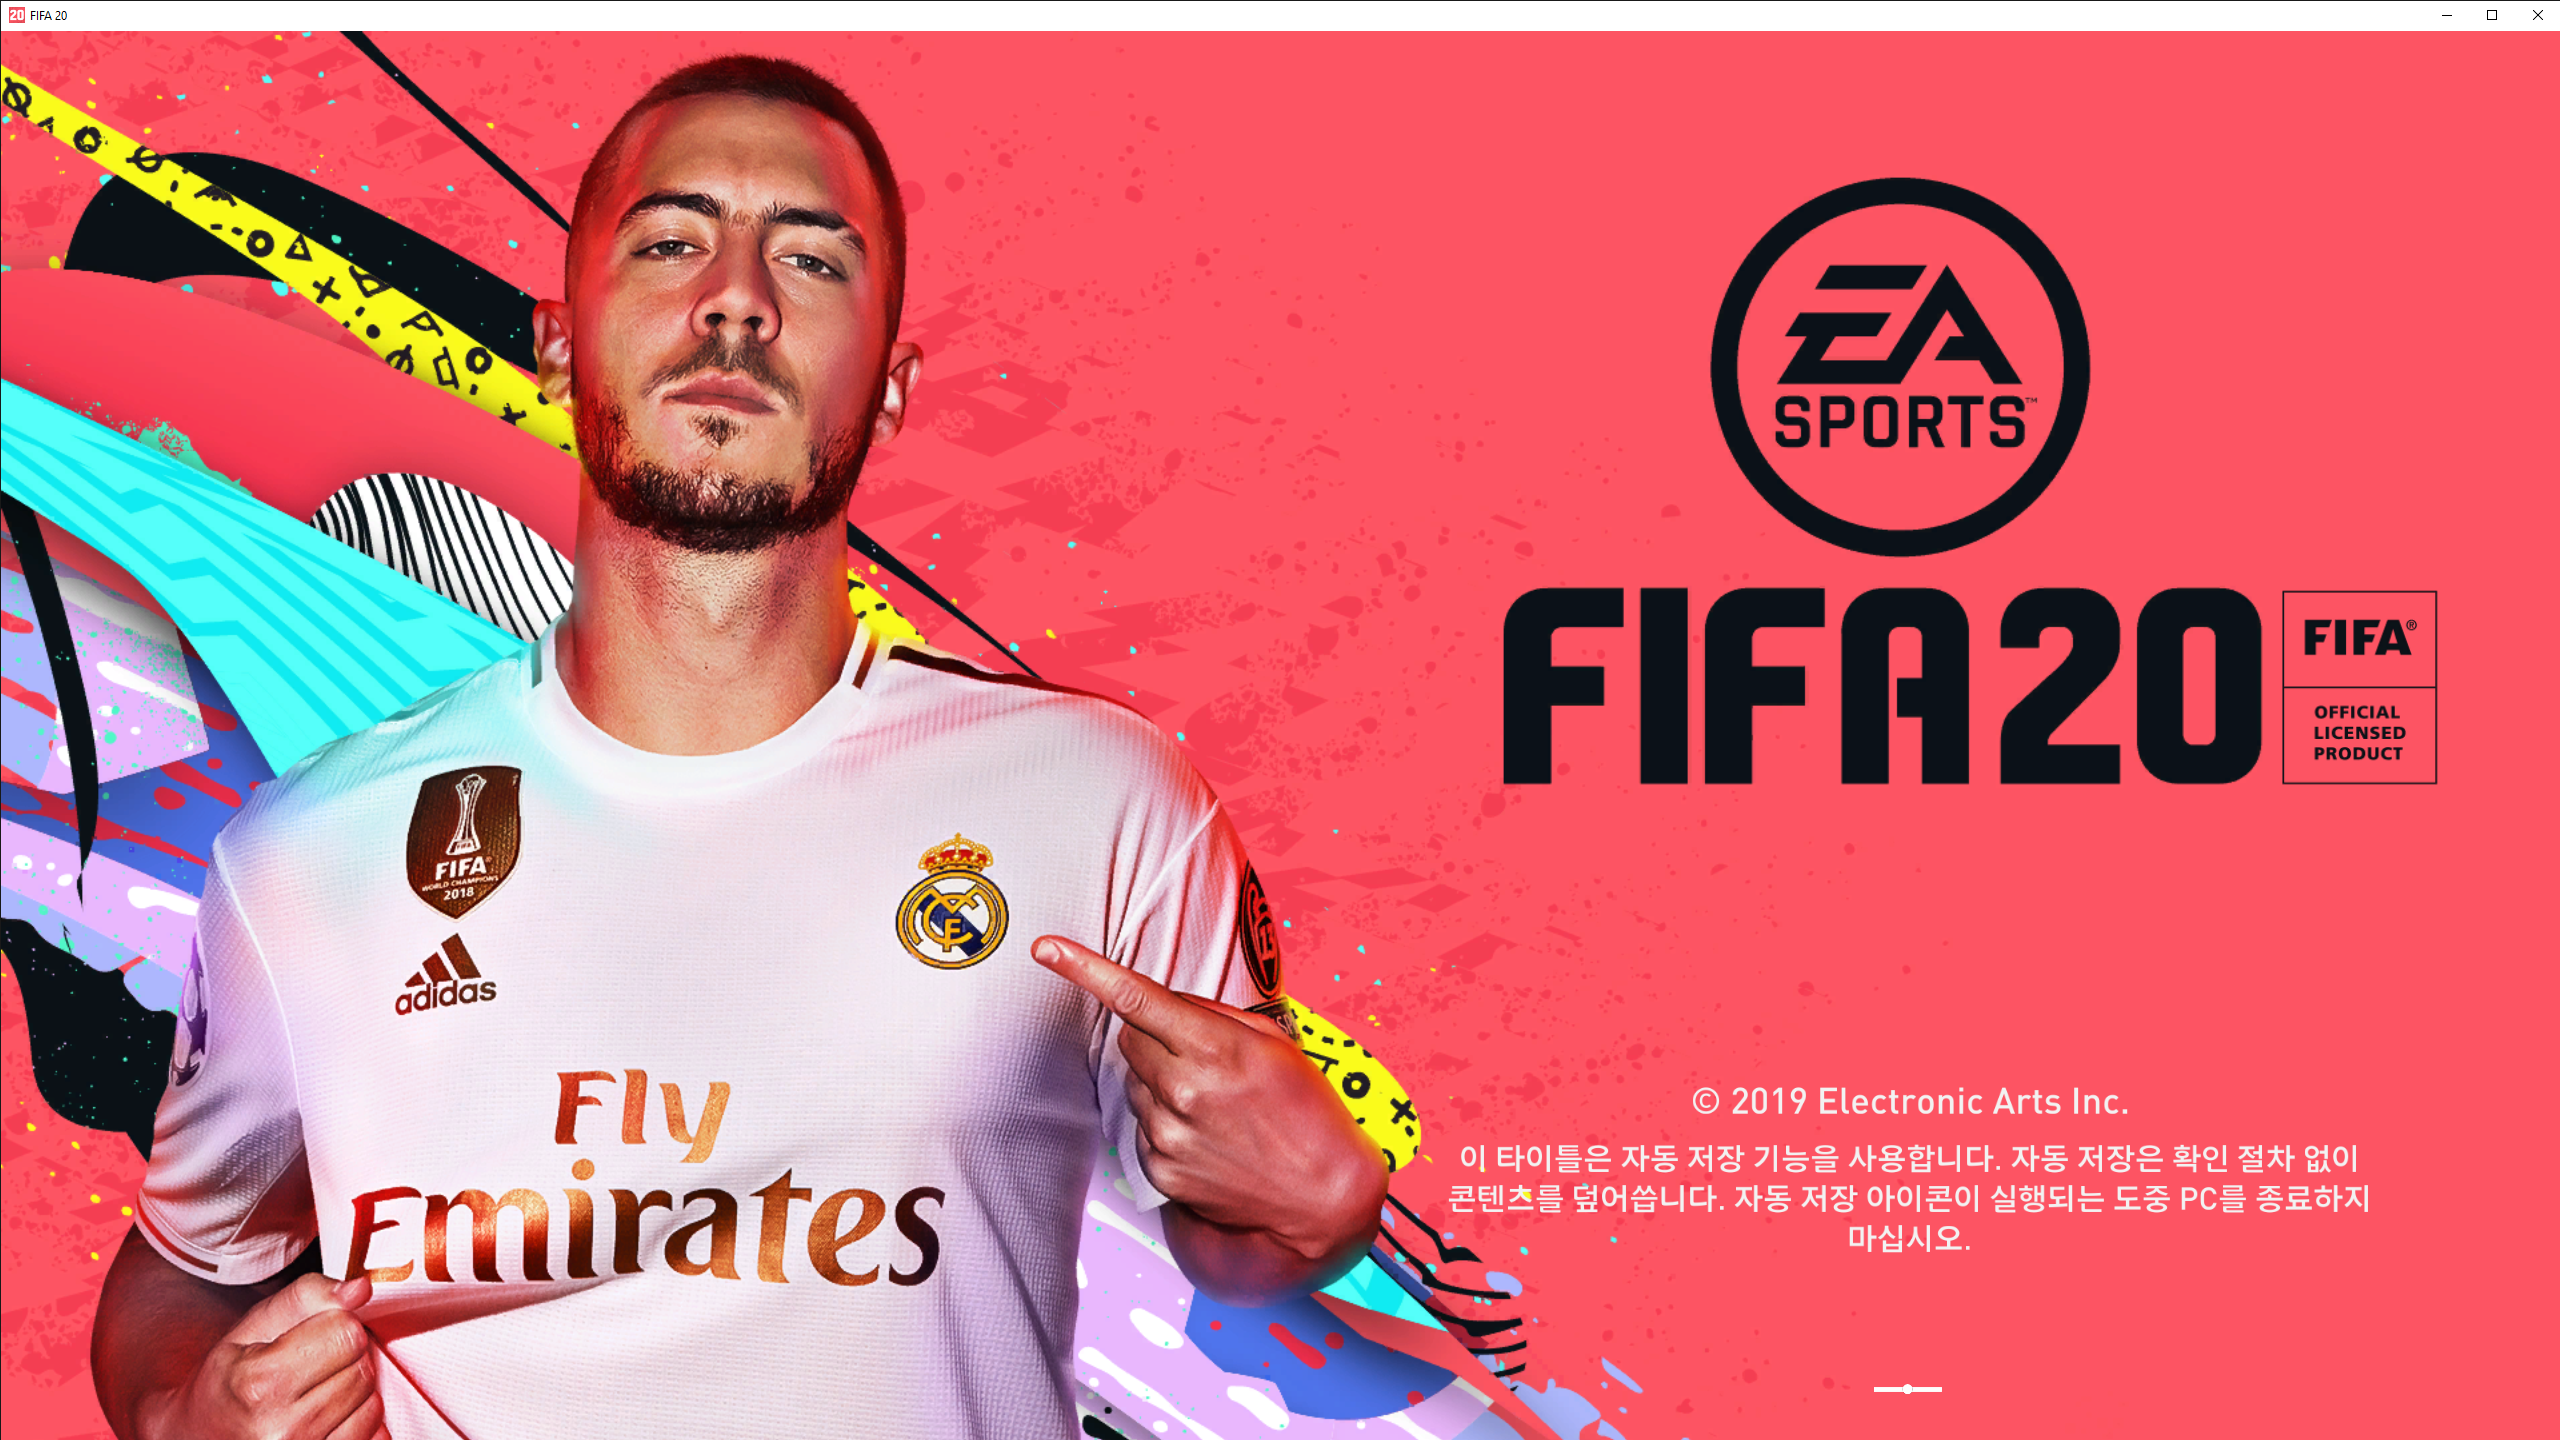 20 FIFA 20
EA
SPORTS™
FIFA 20
FIFA®
OFFICIAL
LICENSED
PRODUCT
FIFA®
WORLD CHAMPIONS
2018
adidas
Fly
Emirates
© 2019 Electronic Arts Inc.
이 타이틀은 자동 저장 기능을 사용합니다. 자동 저장은 확인 절차 없이
콘텐츠를 덮어씁니다. 자동 저장 아이콘이 실행되는 도중 PC를 종료하지
마십시오.